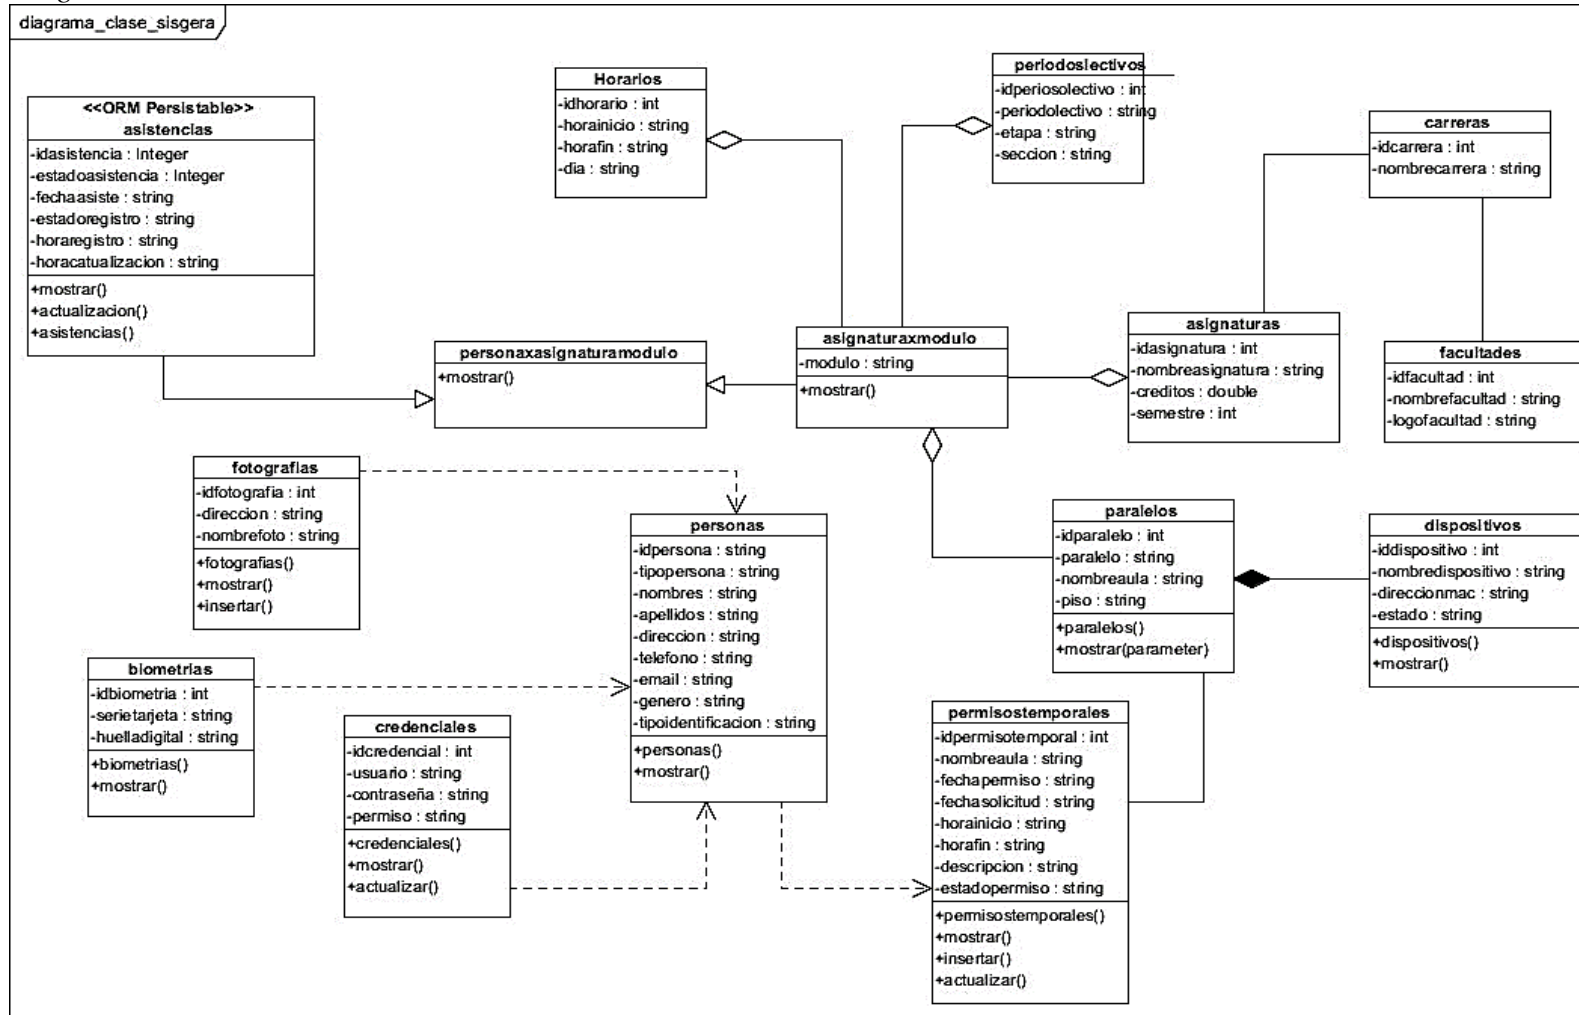 diagrama_clase_sisgera
<<ORM Persistable>>
asistencias
-idasistencia : Integer
-estadoasistencia : Integer
-fechaasiste : string
-estadoregistro : string
-horaregistro : string
-horacatualizacion : string
+mostrar()
+actualizacion()
+asistencias()
Horarios
-idhorario : int
-horainicio : string
-horafin : string
-dia : string
periodoslectivos
-idperiosolectivo : int
-periodolectivo : string
-etapa : string
-seccion : string
carreras
-idcarrera : int
-nombrecarrera : string
personaxasignaturamodulo
+mostrar()
asignaturaxmodulo
-modulo : string
+mostrar()
asignaturas
-idasignatura : int
-nombreasignatura : string
-creditos : double
-semestre : int
facultades
-idfacultad : int
-nombrefacultad : string
-logofacultad : string
fotografias
-idfotografia : int
-direccion : string
-nombrefoto : string
+fotografias()
+mostrar()
+insertar()
personas
-idpersona : string
-tipopersona : string
-nombres : string
-apellidos : string
-direccion : string
-telefono : string
-email : string
-genero : string
-tipoidentificacion : string
+personas()
+mostrar()
paralelos
-idparalelo : int
-paralelo : string
-nombreaula : string
-piso : string
+paralelos()
+mostrar(parameter)
dispositivos
-iddispositivo : int
-nombredispositivo : string
-direccionmac : string
-estado : string
+dispositivos()
+mostrar()
biometrias
-idbiometria : int
-serietarjeta : string
-huelladigital : string
+biometrias()
+mostrar()
credenciales
-idcredencial : int
-usuario : string
-contraseña : string
-permiso : string
+credenciales()
+mostrar()
+actualizar()
permisostemporales
-idpermisotemporal : int
-nombreaula : string
-fechapermiso : string
-fechasolicitud : string
-horainicio : string
-horafin : string
-descripcion : string
-estadopermiso : string
+permisostemporales()
+mostrar()
+insertar()
+actualizar()